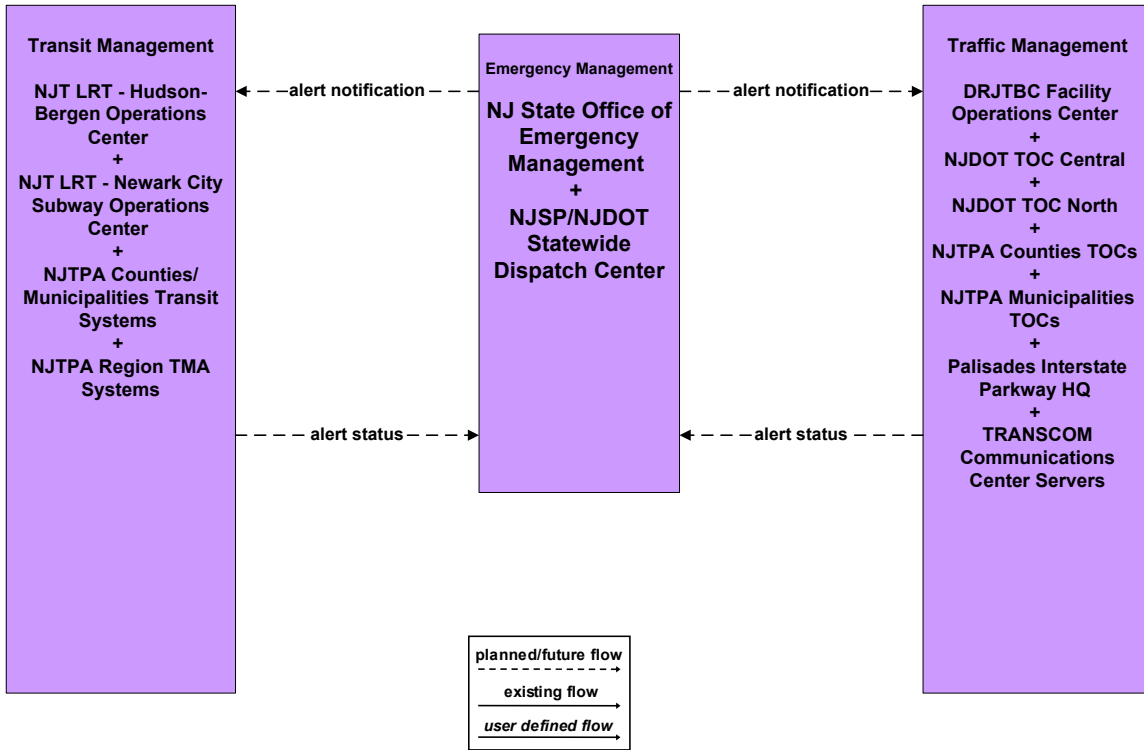 Transit Management
NJT LRT - Hudson-
Bergen Operations
Center
+
NJT LRT - Newark City
Subway Operations
Center
+
NJTPA Counties/
Municipalities Transit
Systems
+
NJTPA Region TMA
Systems
alert notification
alert status
Emergency Management
NJ State Office of
Emergency
Management
+
NJSP/NJDOT
Statewide
Dispatch Center
alert notification
alert status
Traffic Management
DRJTBC Facility
Operations Center
+
NJDOT TOC Central
+
NJDOT TOC North
+
NJTPA Counties TOCs
+
NJTPA Municipalities
TOCs
+
Palisades Interstate
Parkway HQ
+
TRANSCOM
Communications
Center Servers
planned/future flow
existing flow
user defined flow